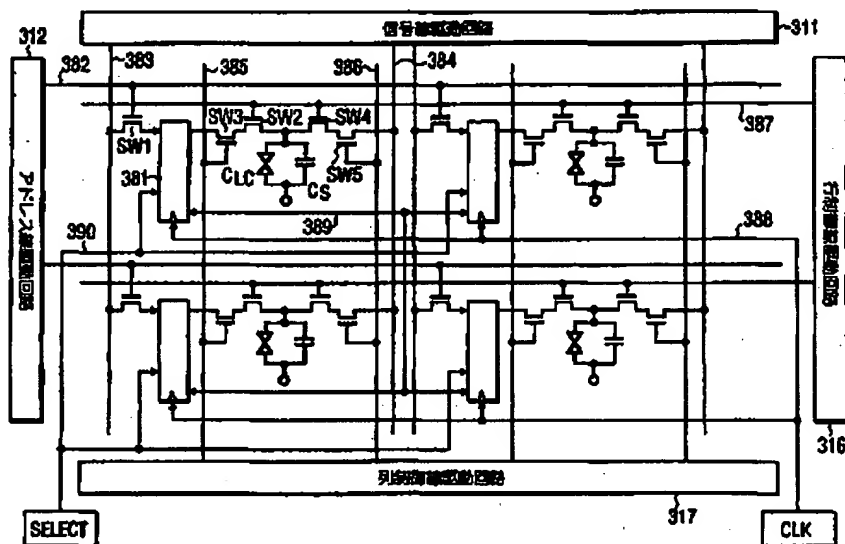 312
信号線駆動回路
311
382
383
385
386
384
387
SW3
SW2
SW4
SW1
SW5
381
CLC
CS
389
390
388
アドレス線駆動回路
行制御線駆動回路
316
列制御線駆動回路
317
SELECT
CLK